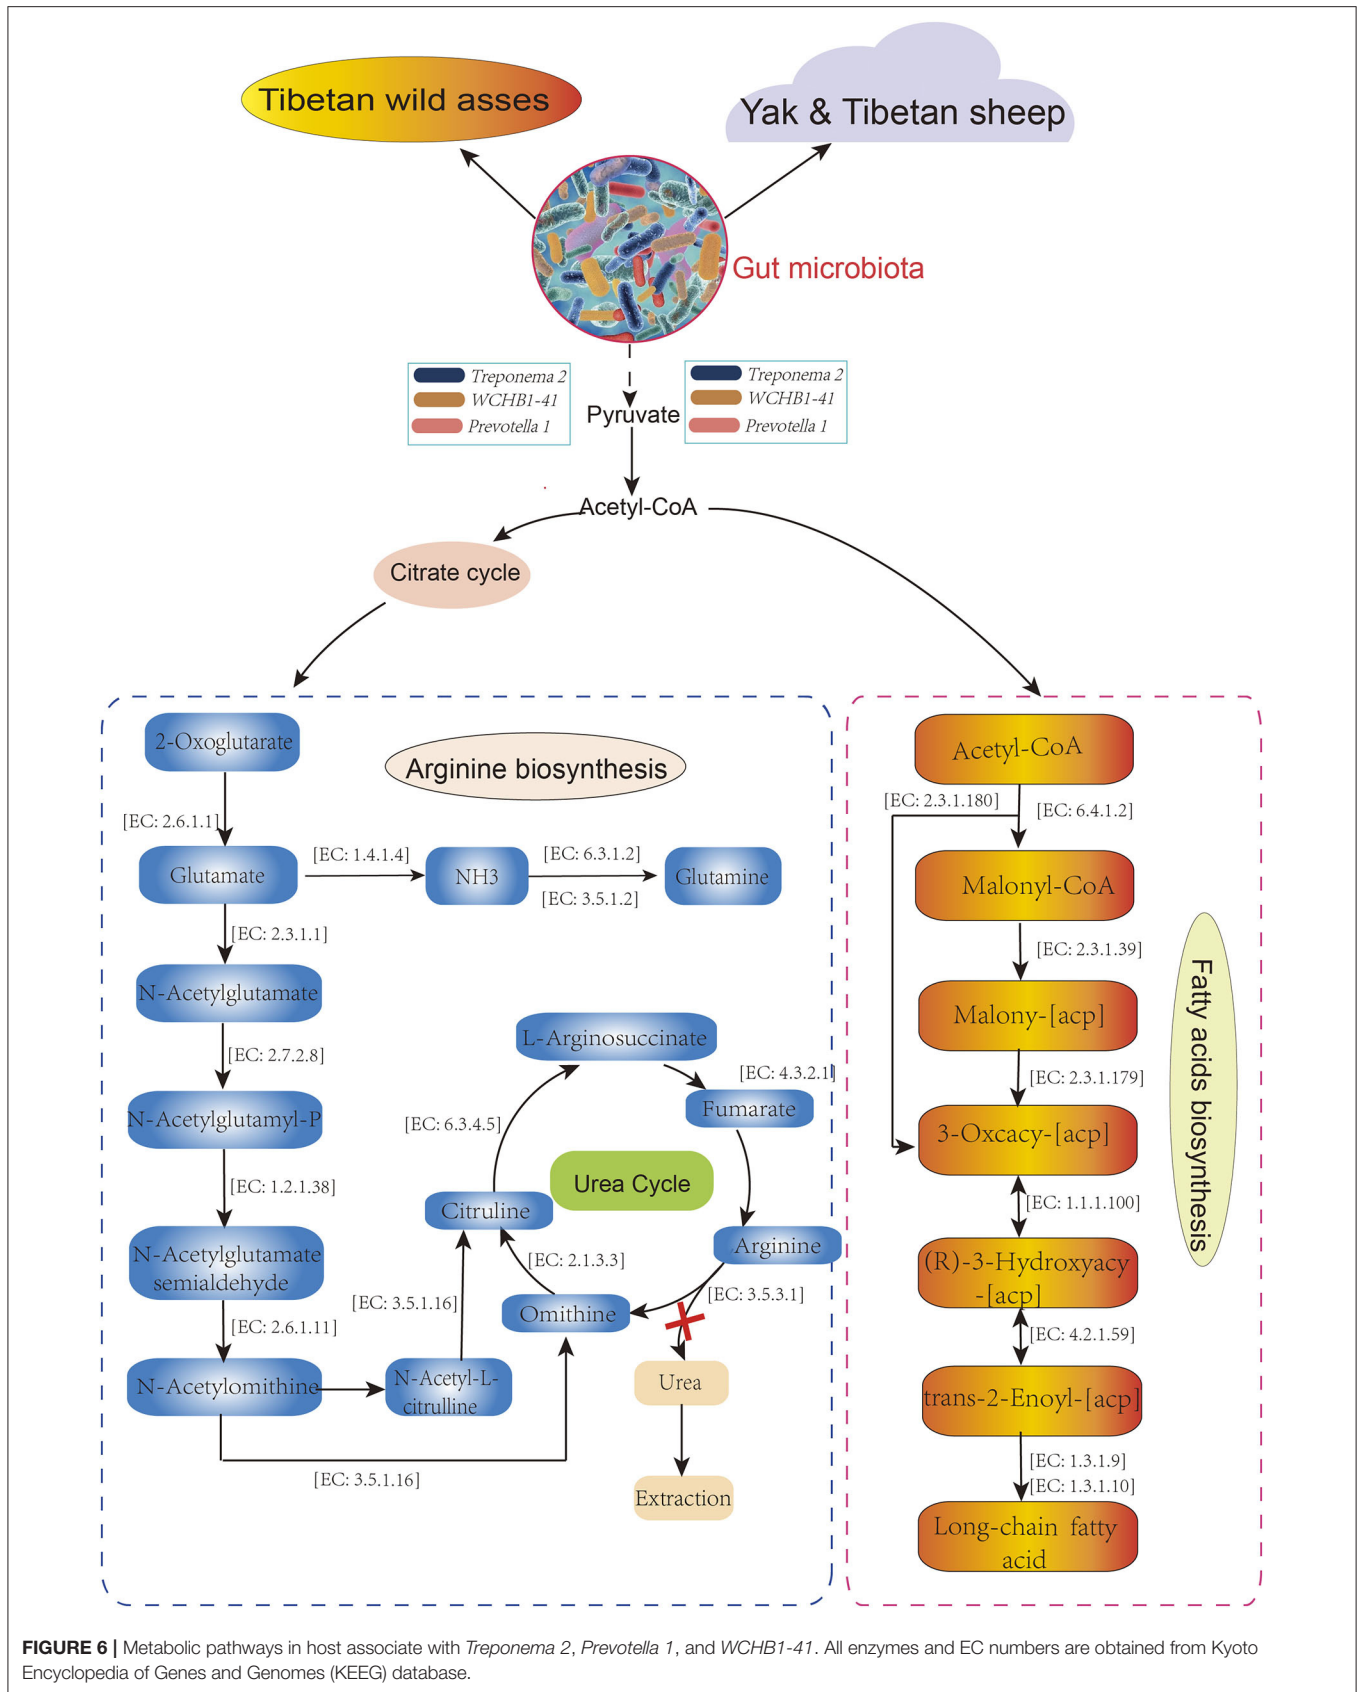 Tibetan wild asses
Yak & Tibetan sheep
Gut microbiota
Treponema 2
WCHB1-41
Prevotella 1
Pyruvate
Treponema 2
WCHB1-41
Prevotella 1
Acetyl-CoA
Citrate cycle
2-Oxoglutarate
Arginine biosynthesis
[EC: 2.6.1.1]
Glutamate
[EC: 1.4.1.4]
NH3
[EC: 6.3.1.2]
[EC: 3.5.1.2]
Glutamine
[EC: 2.3.1.1]
N-Acetylglutamate
[EC: 2.7.2.8]
N-Acetylglutamyl-P
[EC: 1.2.1.38]
N-Acetylglutamate
semialdehyde
[EC: 2.6.1.11]
N-Acetylomithine
N-Acetyl-L-
citrulline
[EC: 3.5.1.16]
[EC: 3.5.1.16]
L-Arginosuccinate
[EC: 4.3.2.1]
Fumarate
[EC: 6.3.4.5]
Urea Cycle
Citruline
Arginine
[EC: 2.1.3.3]
[EC: 3.5.3.1]
Omithine
Urea
Extraction
Acetyl-CoA
[EC: 2.3.1.180]
[EC: 6.4.1.2]
Malonyl-CoA
[EC: 2.3.1.39]
Malony-[acp]
[EC: 2.3.1.179]
3-Oxcacy-[acp]
[EC: 1.1.1.100]
(R)-3-Hydroxyacy
-[acp]
[EC: 4.2.1.59]
trans-2-Enoyl-[acp]
[EC: 1.3.1.9]
[EC: 1.3.1.10]
Long-chain fatty
acid
Fatty acids biosynthesis
FIGURE 6 | Metabolic pathways in host associate with Treponema 2, Prevotella 1, and WCHB1-41. All enzymes and EC numbers are obtained from Kyoto
Encyclopedia of Genes and Genomes (KEEG) database.